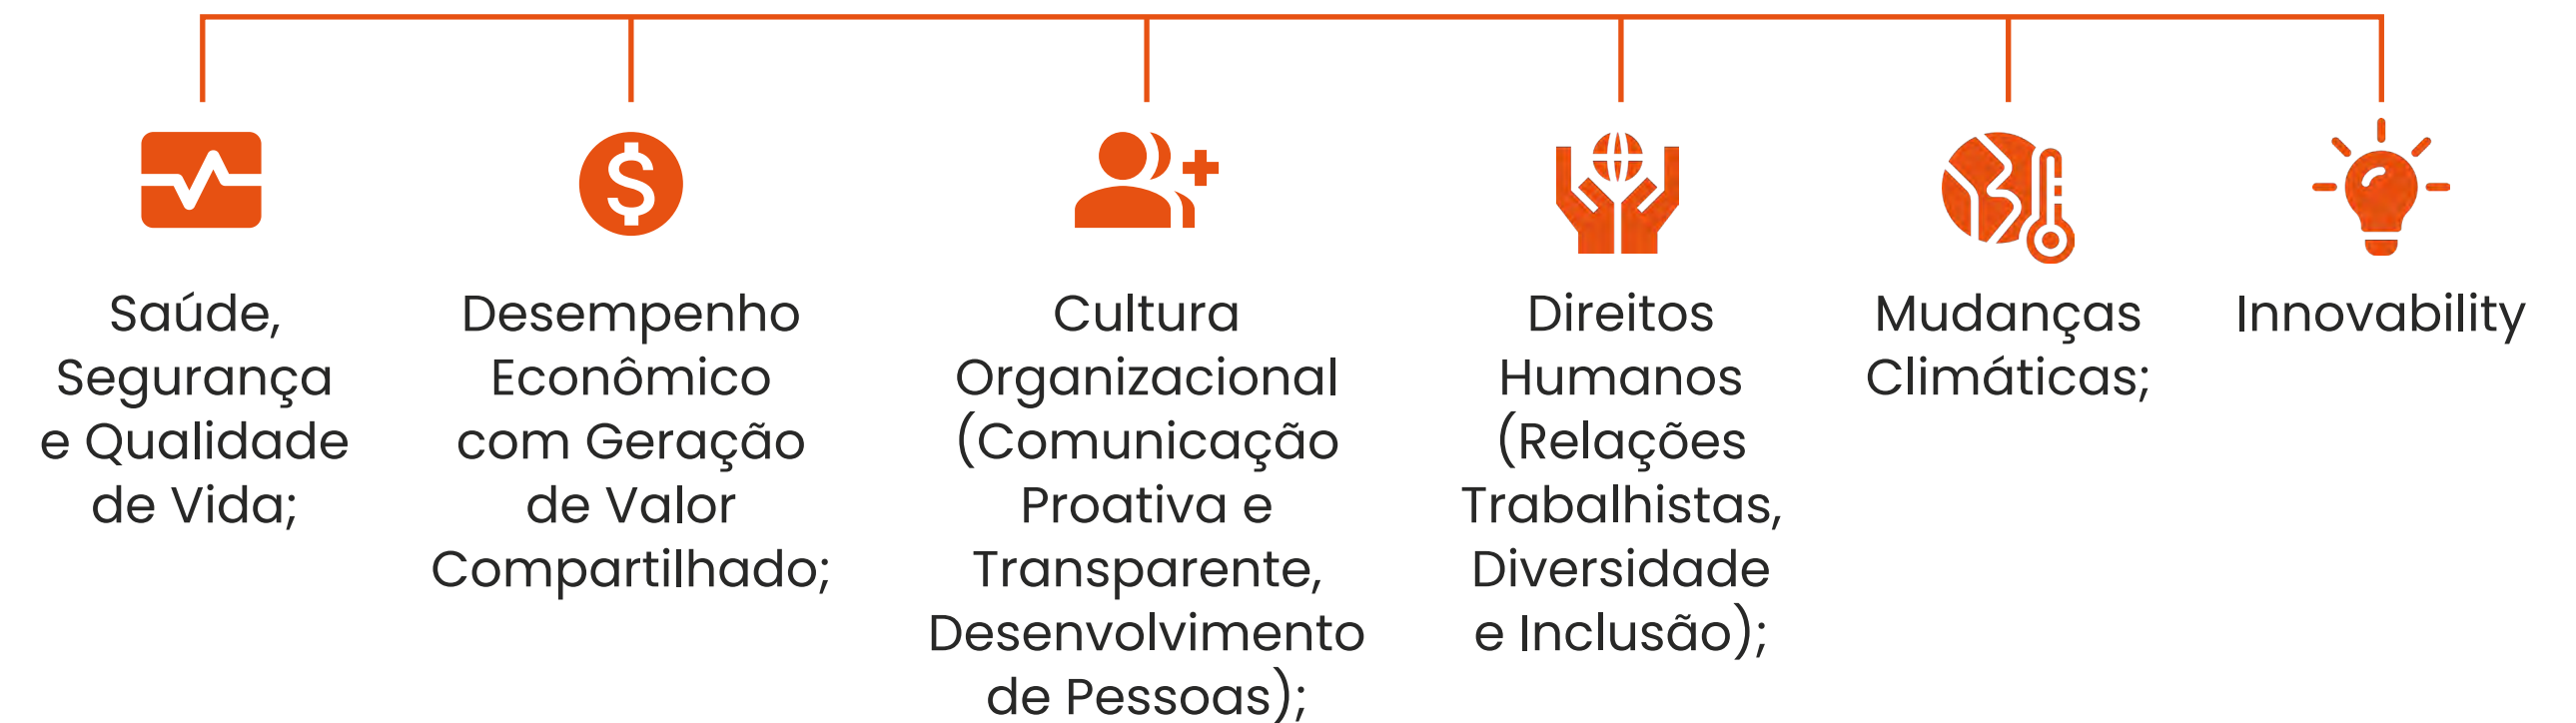 Saúde,
Segurança
e Qualidade
de Vida;
Desempenho
Econômico
com Geração
de Valor
Compartilhado;
Cultura
Organizacional
(Comunicação
Proativa e
Transparente,
Desenvolvimento
de Pessoas);
Direitos
Humanos
(Relações
Trabalhistas,
Diversidade
e Inclusão);
Mudanças
Climáticas;
Innovability